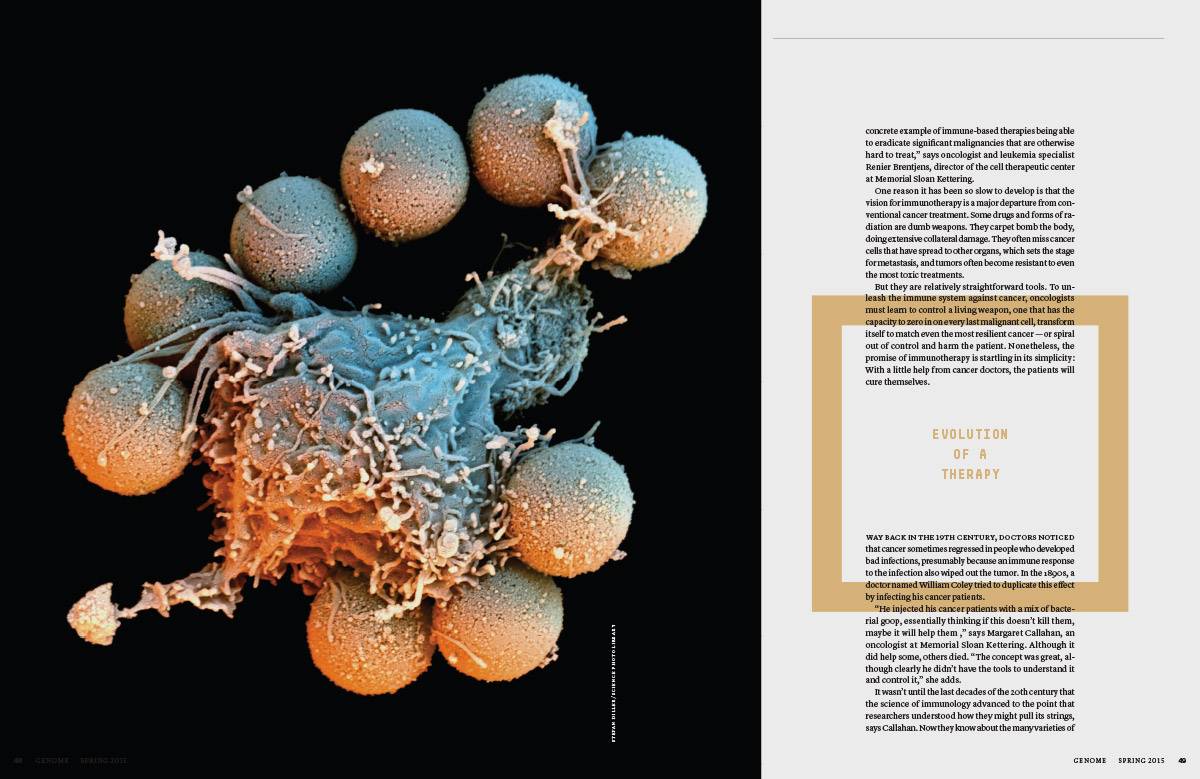 concrete example of immune-based therapies being able
to eradicate significant malignancies that are otherwise
hard to treat,” says oncologist and leukemia specialist
Renier Brentjens, director of the cell therapeutic center
at Memorial Sloan Kettering.
One reason it has been so slow to develop is that the
vision for immunotherapy is a major departure from con-
ventional cancer treatment. Some drugs and forms of ra-
diation are dumb weapons. They carpet bomb the body,
doing extensive collateral damage. They often miss cancer
cells that have spread to other organs, which sets the stage
for metastasis, and tumors often become resistant to even
the most toxic treatments.
But they are relatively straightforward tools. To un-
leash the immune system against cancer, oncologists
must learn to control a living weapon, one that has the
capacity to zero in on every last malignant cell, transform
itself to match even the most resilient cancer — or spiral
out of control and harm the patient. Nonetheless, the
promise of immunotherapy is startling in its simplicity:
With a little help from cancer doctors, the patients will
cure themselves.
EVOLUTION
OF A
THERAPY
WAY BACK IN THE 19TH CENTURY, DOCTORS NOTICED
that cancer sometimes regressed in people who developed
bad infections, presumably because an immune response
to the infection also wiped out the tumor. In the 1890s, a
doctor named William Coley tried to duplicate this effect
by infecting his cancer patients.
“He injected his cancer patients with a mix of bacte-
rial goop, essentially thinking if this doesn’t kill them,
maybe it will help them ,” says Margaret Callahan, an
oncologist at Memorial Sloan Kettering. Although it
did help some, others died. “The concept was great, al-
though clearly he didn’t have the tools to understand it
and control it,” she adds.
It wasn’t until the last decades of the 20th century that
the science of immunology advanced to the point that
researchers understood how they might pull its strings,
says Callahan. Now they know about the many varieties of
STEFAN DILLER/SCIENCE PHOTO LIBRARY
48 GENOME SPRING 2015
GENOME SPRING 2015 49